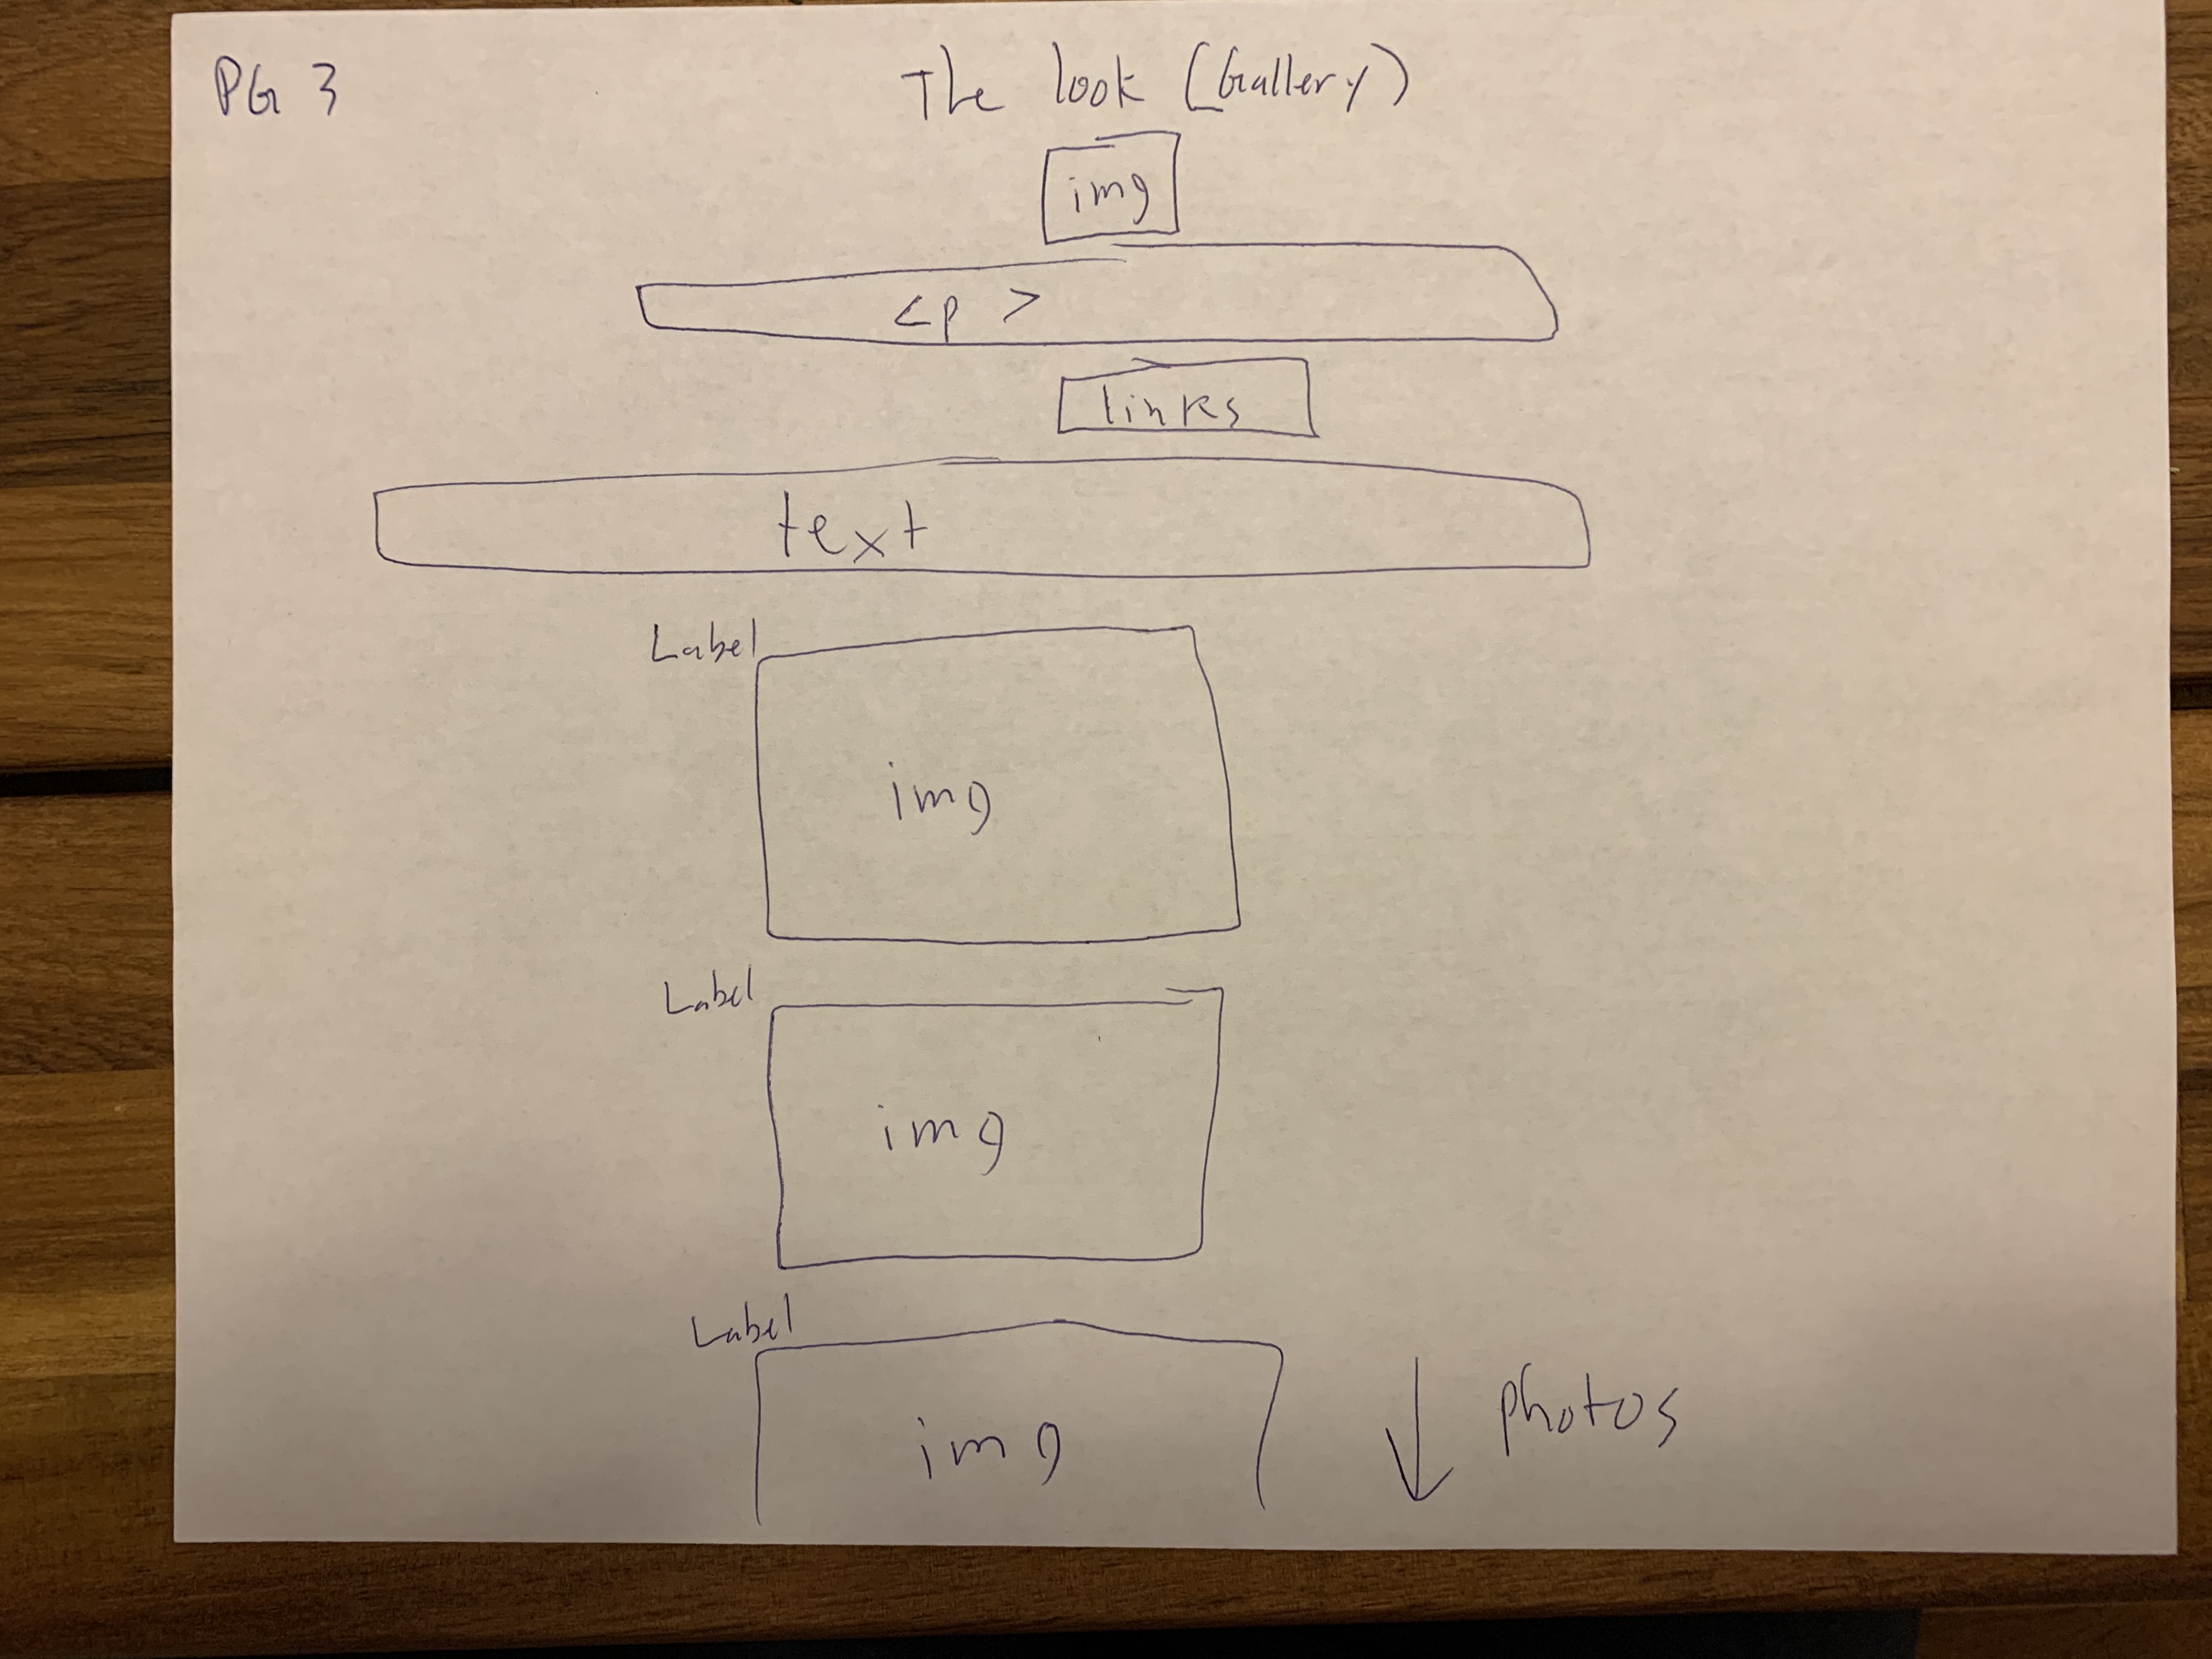 PG 3
The look (Gallery)
img
<p>
links
text
Label
img
Label
img
Label
img
photos